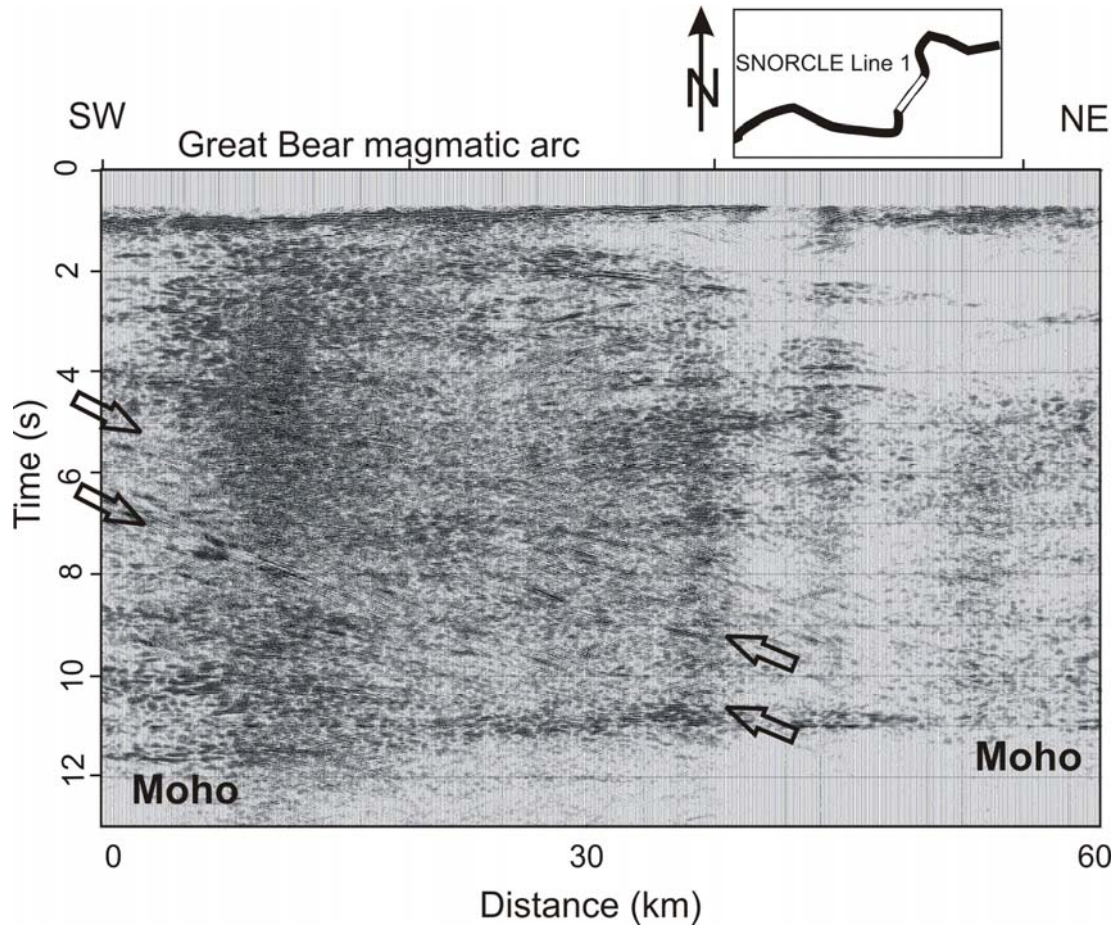 N
SNORCLE Line 1
SW
Great Bear magmatic arc
NE
0
2
4
6
8
10
12
Time (s)
Moho
Moho
0
30
60
Distance (km)